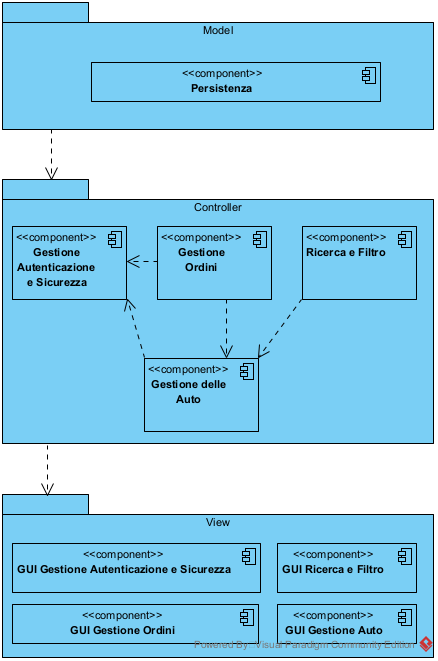 Model
<<component>>
Persistenza
Controller
<<component>>
Gestione
Autenticazione
e Sicurezza
<<component>>
Gestione
Ordini
<<component>>
Ricerca e Filtro
<<component>>
Gestione delle
Auto
View
<<component>>
GUI Gestione Autenticazione e Sicurezza
<<component>>
GUI Ricerca e Filtro
<<component>>
GUI Gestione Ordini
<<component>>
GUI Gestione Auto
Powered By: Visual Paradigm Community Edition